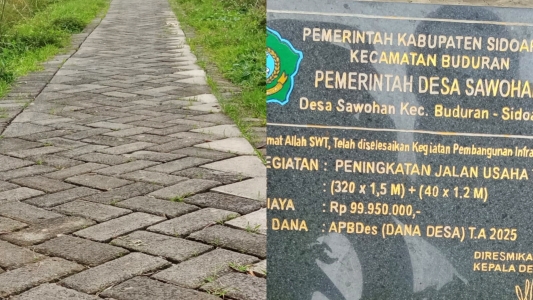 PEMERINTAH KABUPATEN SIDOAR
KECAMATAN BUDURAN
PEMERINTAH DESA SAWOHAN
Desa Sawohan Kec. Buduran - Sidoa
mat Allah SWT, Telah diselesaikan Kegiatan Pembangunan Infra
EGIATAN : PENINGKATAN JALAN USAHA T
: (320 x 1,5 M) + (40 x 1.2 M)
IAYA : Rp 99.950.000,-
DANA : APBDes (DANA DESA) T.A 2025
DIRESMIKA
KEPALA DE